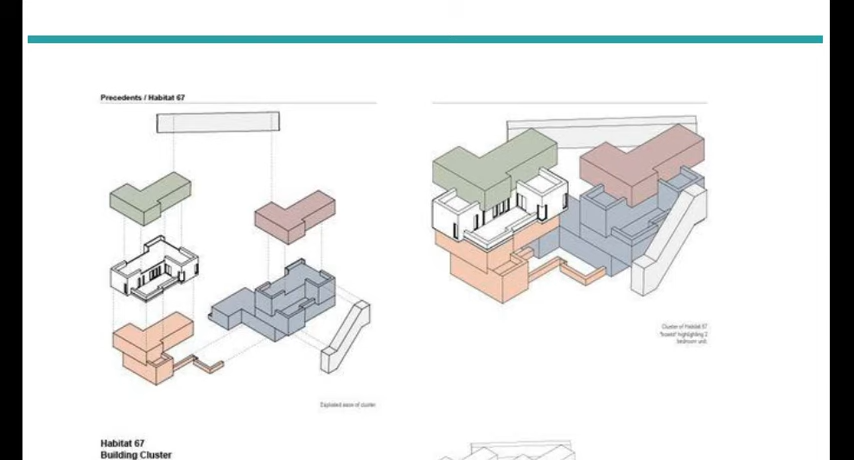 Precedents / Habitat 67
Cluster of Habitat 67
highlighting 2
bedroom unit.
Exploded axon of cluster.
Habitat 67
Building Cluster